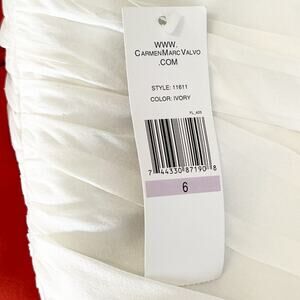 WWW.
CARMENMARCVALVO
.COM
STYLE: 11611
COLOR: IVORY
7 44330 87190 8
6